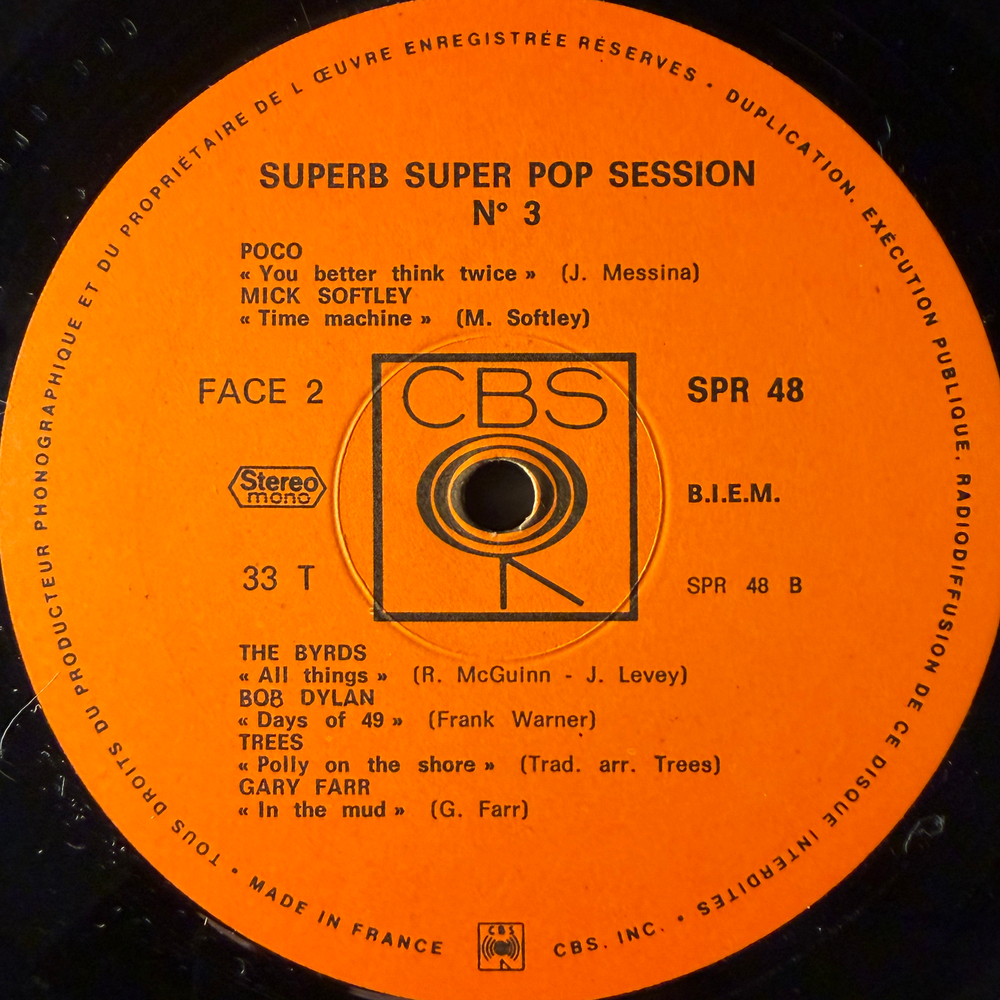 TOUS DROITS DU PRODUCTEUR PHONOGRAPHIQUE ET DU PROPRIÉTAIRE DE L ŒUVRE ENREGISTRÉE RÉSERVES • DUPLICATION. EXÉCUTION PUBLIQUE. RADIODIFFUSION DE CE DISQUE INTERDITES •
SUPERB SUPER POP SESSION
N° 3
POCO
« You better think twice » (J. Messina)
MICK SOFTLEY
« Time machine » (M. Softley)
FACE 2
CBS
SPR 48
Stereo
mono
B.I.E.M.
33 T
SPR 48 B
THE BYRDS
« All things » (R. McGuinn - J. Levey)
BOB DYLAN
« Days of 49 » (Frank Warner)
TREES
« Polly on the shore » (Trad. arr. Trees)
GARY FARR
« In the mud » (G. Farr)
• MADE IN FRANCE
CBS
CBS. INC.